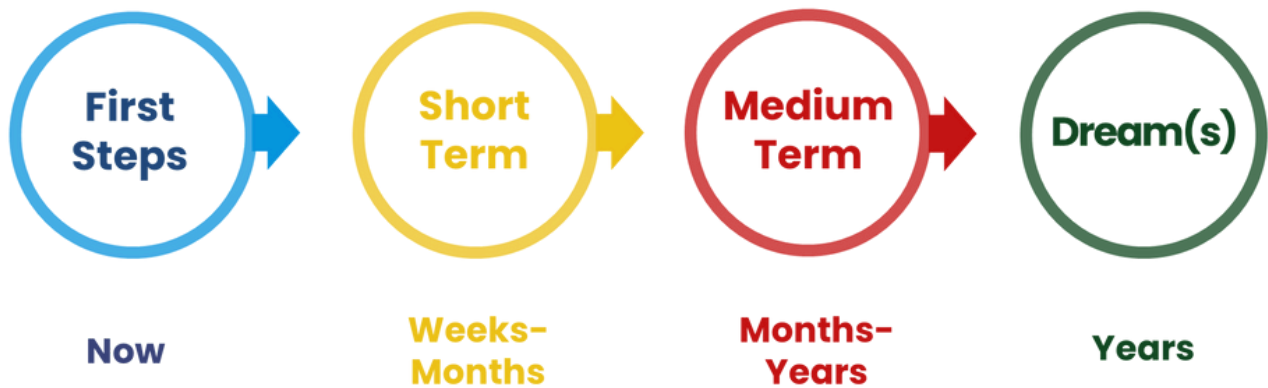 First
Steps
Short
Term
Medium
Term
Dream(s)
Now
Weeks-
Months
Months-
Years
Years